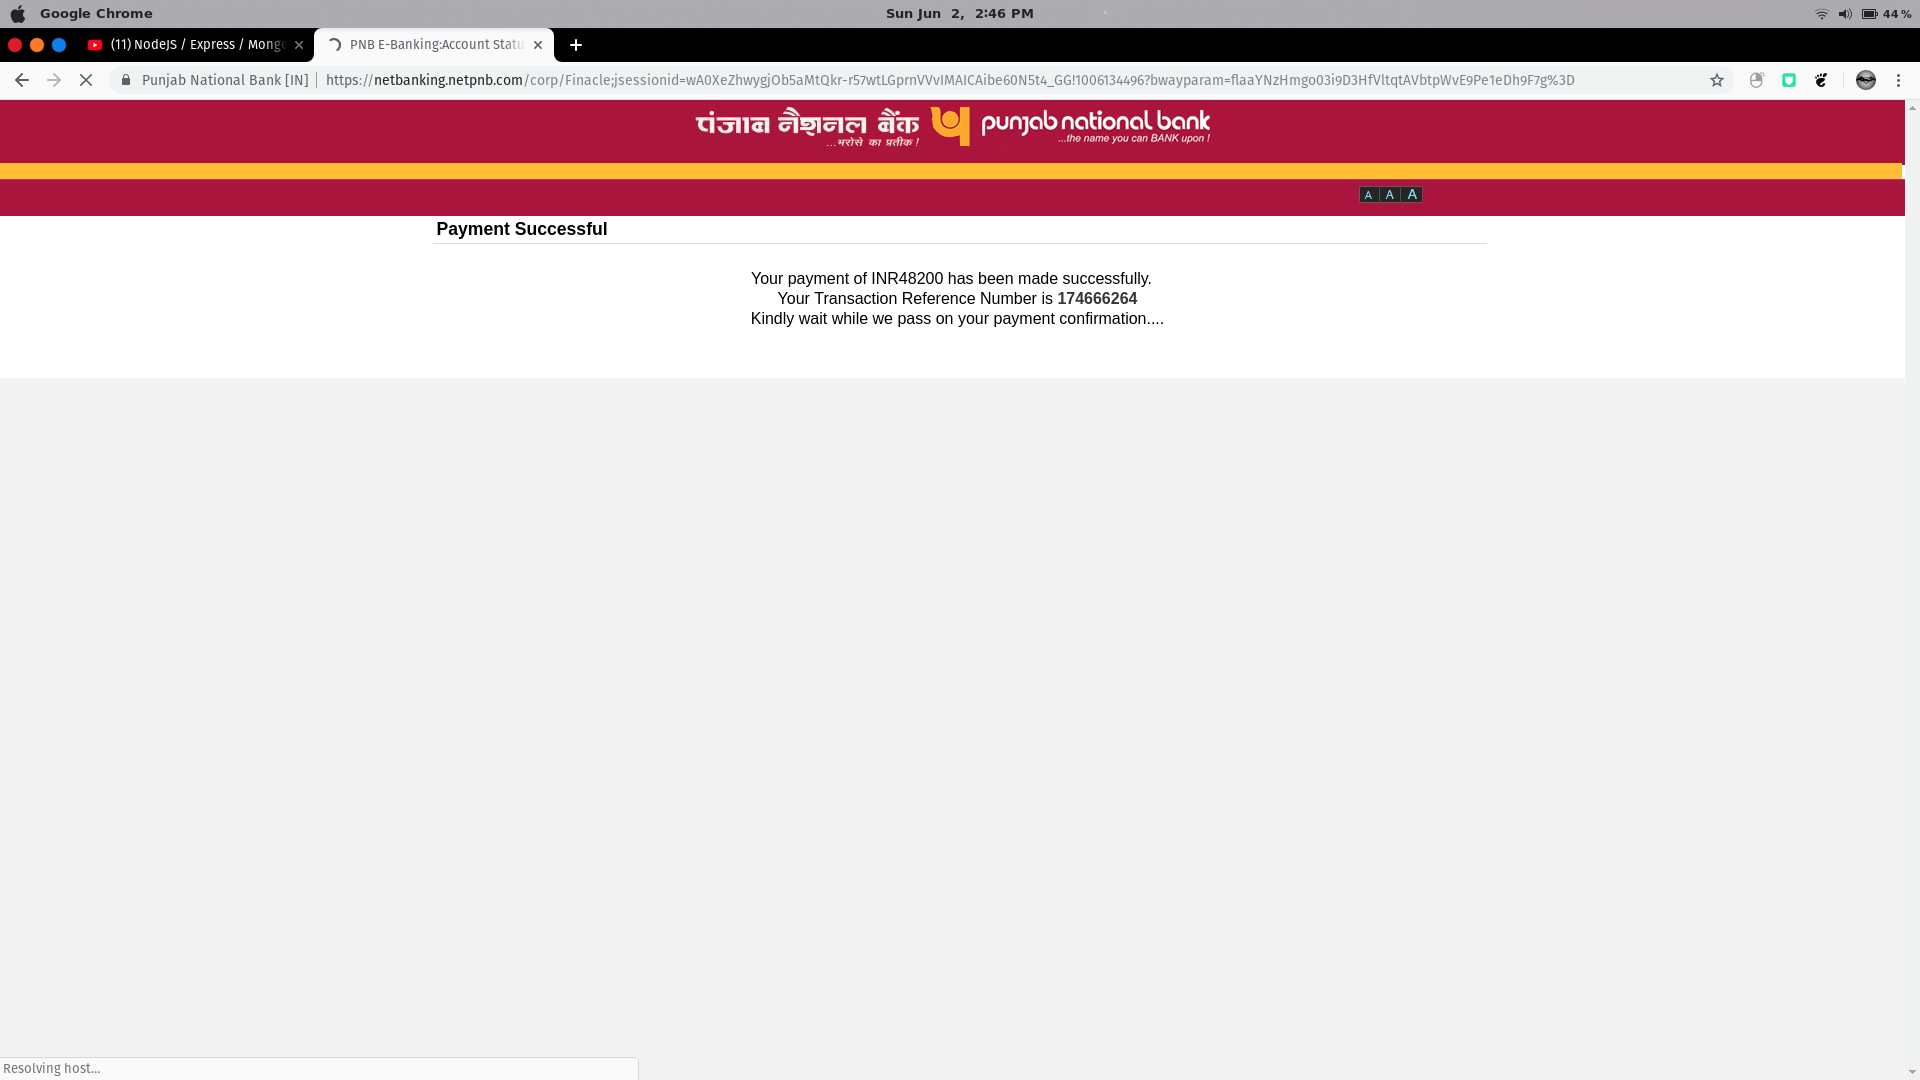 Google Chrome
Sun Jun 2, 2:46 PM
44 %
(11) NodeJS / Express / Mongo
PNB E-Banking:Account Statu
Punjab National Bank [IN]
https://netbanking.netpnb.com/corp/Finacle;jsessionid=wA0XeZhwygjOb5aMtQkr-r57wtLGprnVVvIMAICAibe60N5t4_GG!1006134496?bwayparam=flaaYNzHmgo03i9D3HfVltqtAVbtpWvE9Pe1eDh9F7g%3D
पंजाब नैशनल बैंक
punjab national bank
...भरोसे का प्रतीक !
...the name you can BANK upon !
A A A
Payment Successful
Your payment of INR48200 has been made successfully.
Your Transaction Reference Number is 174666264
Kindly wait while we pass on your payment confirmation....
Resolving host...